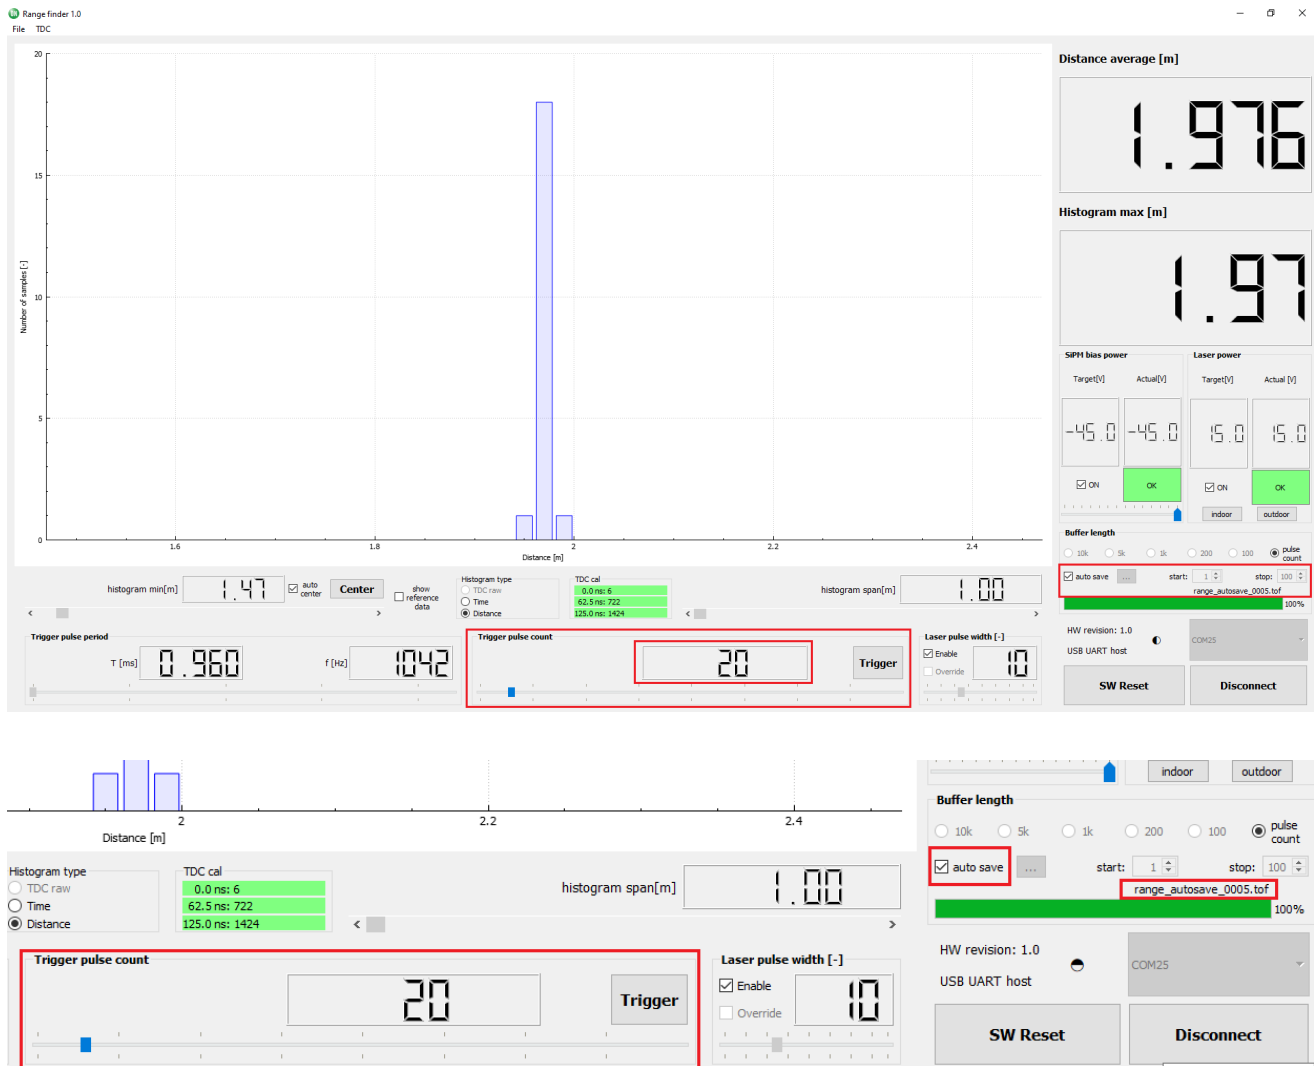 Range finder 1.0
File TDC
20
15
10
5
0
Number of samples [-]
1.6 1.8 2 2.2 2.4
Distance [m]
Distance average [m]
1.976
Histogram max [m]
1.97
SiPM bias power Laser power
Target[V] Actual[V] Target[V] Actual [V]
-45.0 -45.0 15.0 15.0
ON OK ON OK
indoor outdoor
Buffer length
10k 5k 1k 200 100 pulse count
auto save ... start: 1 stop: 100
range_autosave_0005.tof
100%
HW revision: 1.0
USB UART host
COM25
SW Reset Disconnect
histogram min[m] 1.47 auto center Center show reference data
Histogram type
TDC raw
Time
Distance
TDC cal
0.0 ns: 6
62.5 ns: 722
125.0 ns: 1424
histogram span[m] 1.00
< > < >
Trigger pulse period
T [ms] 0.960 f [Hz] 1042
Trigger pulse count
20 Trigger
Laser pulse width [-]
Enable
Override
10
2 2.2 2.4
Distance [m]
Histogram type
TDC raw
Time
Distance
TDC cal
0.0 ns: 6
62.5 ns: 722
125.0 ns: 1424
histogram span[m] 1.00
< >
Trigger pulse count
20 Trigger
Laser pulse width [-]
Enable
Override
10
indoor outdoor
Buffer length
10k 5k 1k 200 100 pulse count
auto save ... start: 1 stop: 100
range_autosave_0005.tof
100%
HW revision: 1.0
USB UART host
COM25
SW Reset Disconnect